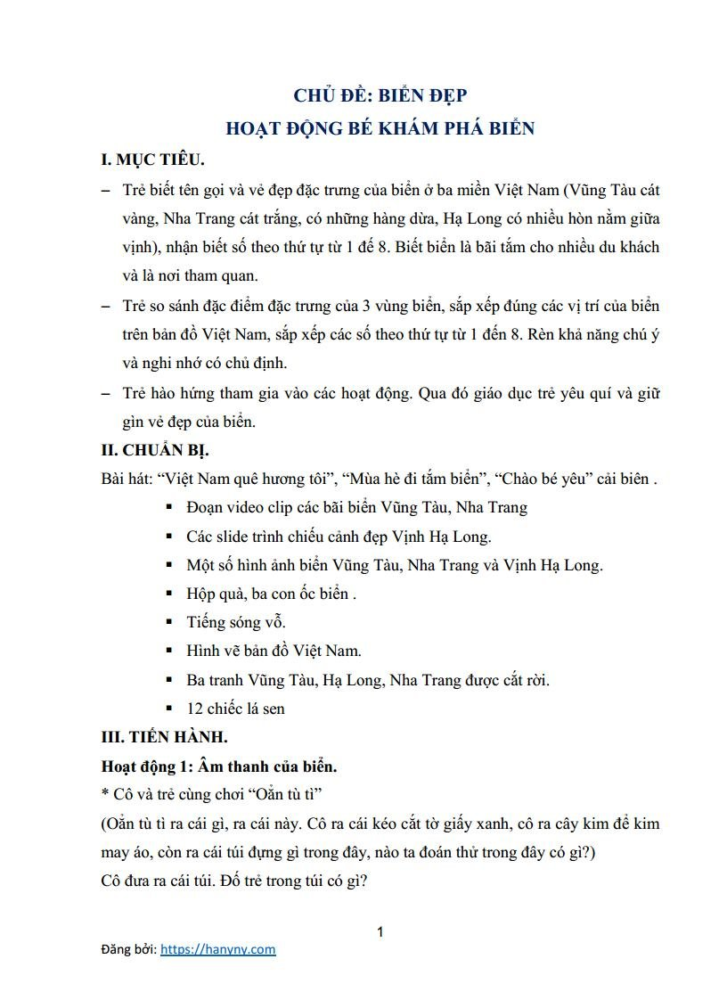 CHỦ ĐỀ: BIỂN ĐẸP
HOẠT ĐỘNG BÉ KHÁM PHÁ BIỂN
I. MỤC TIÊU.
– Trẻ biết tên gọi và vẻ đẹp đặc trưng của biển ở ba miền Việt Nam (Vũng Tàu cát
vàng, Nha Trang cát trắng, có những hàng dừa, Hạ Long có nhiều hòn nằm giữa
vịnh), nhận biết số theo thứ tự từ 1 đế 8. Biết biển là bãi tắm cho nhiều du khách
và là nơi tham quan.
– Trẻ so sánh đặc điểm đặc trưng của 3 vùng biển, sắp xếp đúng các vị trí của biển
trên bản đồ Việt Nam, sắp xếp các số theo thứ tự từ 1 đến 8. Rèn khả năng chú ý
và nghi nhớ có chủ định.
– Trẻ hào hứng tham gia vào các hoạt động. Qua đó giáo dục trẻ yêu quí và giữ
gìn vẻ đẹp của biển.
II. CHUẨN BỊ.
Bài hát: “Việt Nam quê hương tôi”, “Mùa hè đi tắm biển”, “Chào bé yêu” cải biên .
▪ Đoạn video clip các bãi biển Vũng Tàu, Nha Trang
▪ Các slide trình chiếu cảnh đẹp Vịnh Hạ Long.
▪ Một số hình ảnh biển Vũng Tàu, Nha Trang và Vịnh Hạ Long.
▪ Hộp quà, ba con ốc biển .
▪ Tiếng sóng vỗ.
▪ Hình vẽ bản đồ Việt Nam.
▪ Ba tranh Vũng Tàu, Hạ Long, Nha Trang được cắt rời.
▪ 12 chiếc lá sen
III. TIẾN HÀNH.
Hoạt động 1: Âm thanh của biển.
* Cô và trẻ cùng chơi “Oẳn tù tì”
(Oẳn tù tì ra cái gì, ra cái này. Cô ra cái kéo cắt tờ giấy xanh, cô ra cây kim để kim
may áo, còn ra cái túi đựng gì trong đây, nào ta đoán thử trong đây có gì?)
Cô đưa ra cái túi. Đố trẻ trong túi có gì?
1
Đăng bởi: https://hanyny.com